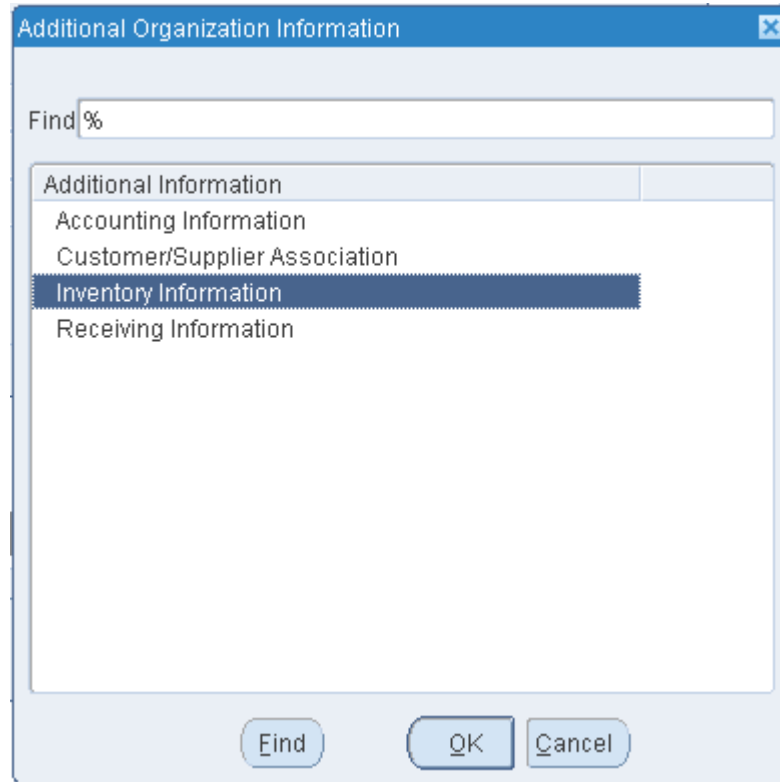 Additional Organization Information
Find %
Additional Information
Accounting Information
Customer/Supplier Association
Inventory Information
Receiving Information
Find OK Cancel